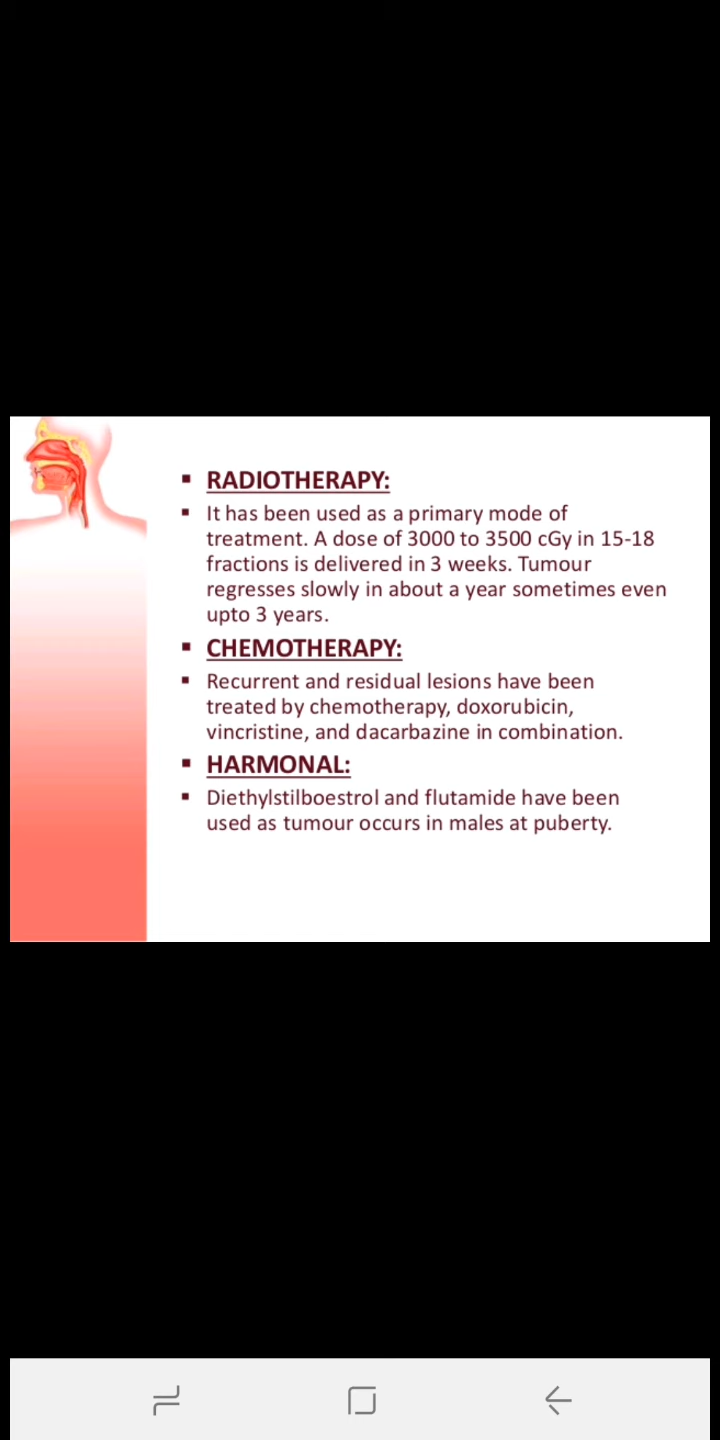 RADIOTHERAPY:
It has been used as a primary mode of
treatment. A dose of 3000 to 3500 cGy in 15-18
fractions is delivered in 3 weeks. Tumour
regresses slowly in about a year sometimes even
upto 3 years.
CHEMOTHERAPY:
Recurrent and residual lesions have been
treated by chemotherapy, doxorubicin,
vincristine, and dacarbazine in combination.
HARMONAL:
Diethylstilboestrol and flutamide have been
used as tumour occurs in males at puberty.